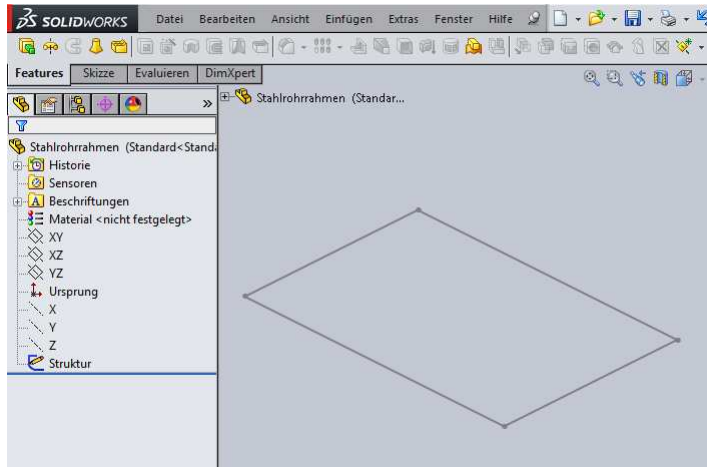 SOLIDWORKS Datei Bearbeiten Ansicht Einfügen Extras Fenster Hilfe
Features Skizze Evaluieren DimXpert
Stahlrohrrahmen (Standar...
Stahlrohrrahmen (Standard<Standa
Historie
Sensoren
A Beschriftungen
Material <nicht festgelegt>
XY
XZ
YZ
Ursprung
X
Y
Z
Struktur